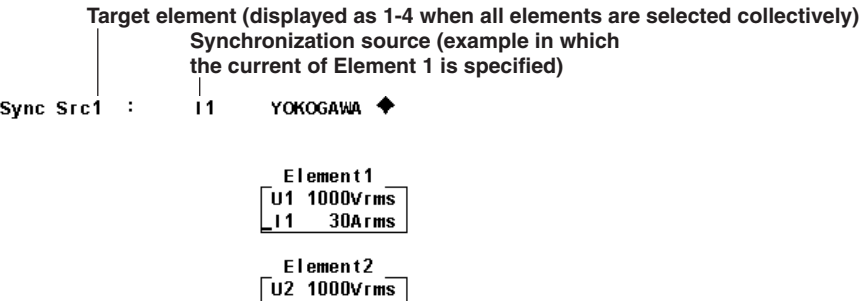 Target element (displayed as 1-4 when all elements are selected collectively)
Synchronization source (example in which
the current of Element 1 is specified)
Sync Src1 : I1 YOKOGAWA ◆
Element1
U1 1000Vrms
I1 30Arms
Element2
U2 1000Vrms